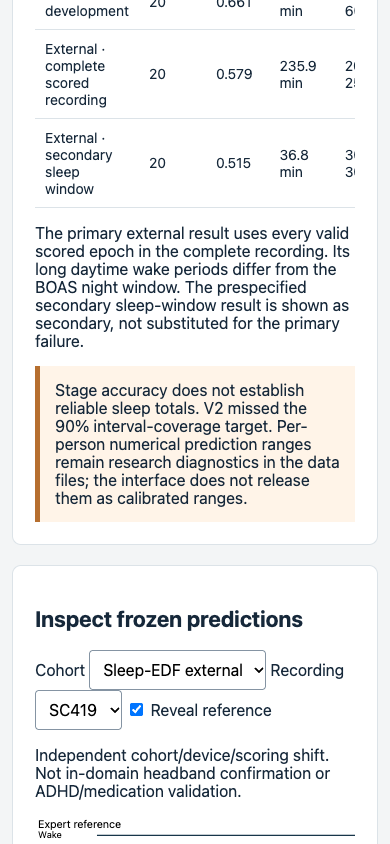 development 20 0.661 min
External · complete scored recording 20 0.579 235.9 min
External · secondary sleep window 20 0.515 36.8 min
The primary external result uses every valid
scored epoch in the complete recording. Its
long daytime wake periods differ from the
BOAS night window. The prespecified
secondary sleep-window result is shown as
secondary, not substituted for the primary
failure.
Stage accuracy does not establish
reliable sleep totals. V2 missed the
90% interval-coverage target. Per-
person numerical prediction ranges
remain research diagnostics in the data
files; the interface does not release
them as calibrated ranges.
Inspect frozen predictions
Cohort Sleep-EDF external Recording
SC419 Reveal reference
Independent cohort/device/scoring shift.
Not in-domain headband confirmation or
ADHD/medication validation.
Expert reference
Wake